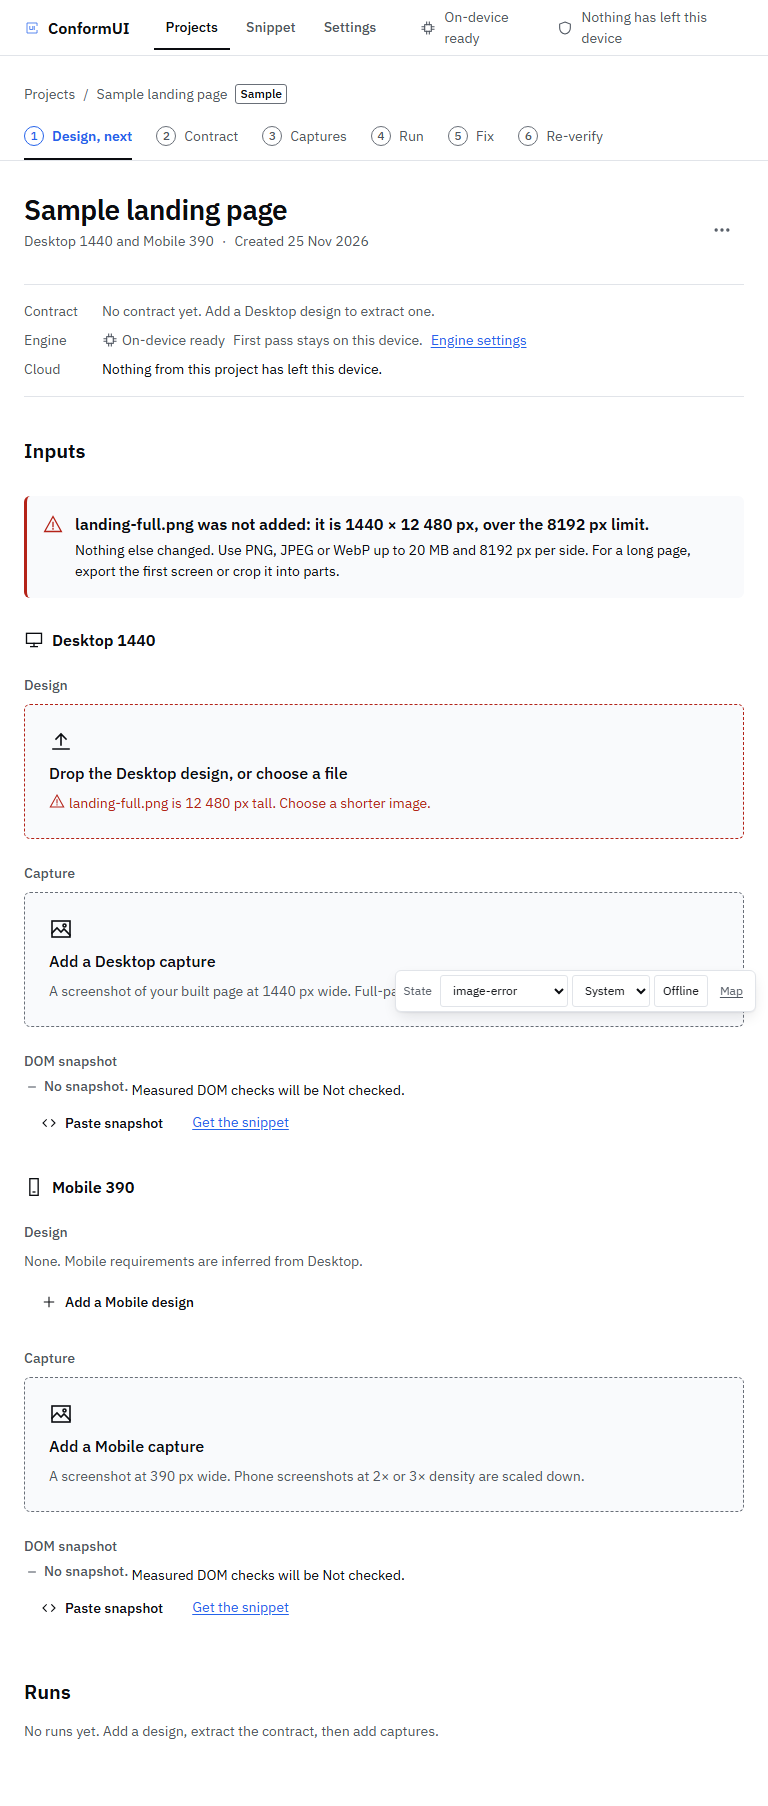 ConformUI Projects Snippet Settings On-device ready Nothing has left this device
Projects / Sample landing page Sample
1 Design, next 2 Contract 3 Captures 4 Run 5 Fix 6 Re-verify
Sample landing page
Desktop 1440 and Mobile 390 · Created 25 Nov 2026
Contract No contract yet. Add a Desktop design to extract one.
Engine On-device ready First pass stays on this device. Engine settings
Cloud Nothing from this project has left this device.
Inputs
landing-full.png was not added: it is 1440 × 12 480 px, over the 8192 px limit.
Nothing else changed. Use PNG, JPEG or WebP up to 20 MB and 8192 px per side. For a long page,
export the first screen or crop it into parts.
Desktop 1440
Design
Drop the Desktop design, or choose a file
landing-full.png is 12 480 px tall. Choose a shorter image.
Capture
Add a Desktop capture
A screenshot of your built page at 1440 px wide.
State image-error System Offline Map
DOM snapshot
– No snapshot. Measured DOM checks will be Not checked.
Paste snapshot Get the snippet
Mobile 390
Design
None. Mobile requirements are inferred from Desktop.
Add a Mobile design
Capture
Add a Mobile capture
A screenshot at 390 px wide. Phone screenshots at 2× or 3× density are scaled down.
DOM snapshot
– No snapshot. Measured DOM checks will be Not checked.
Paste snapshot Get the snippet
Runs
No runs yet. Add a design, extract the contract, then add captures.